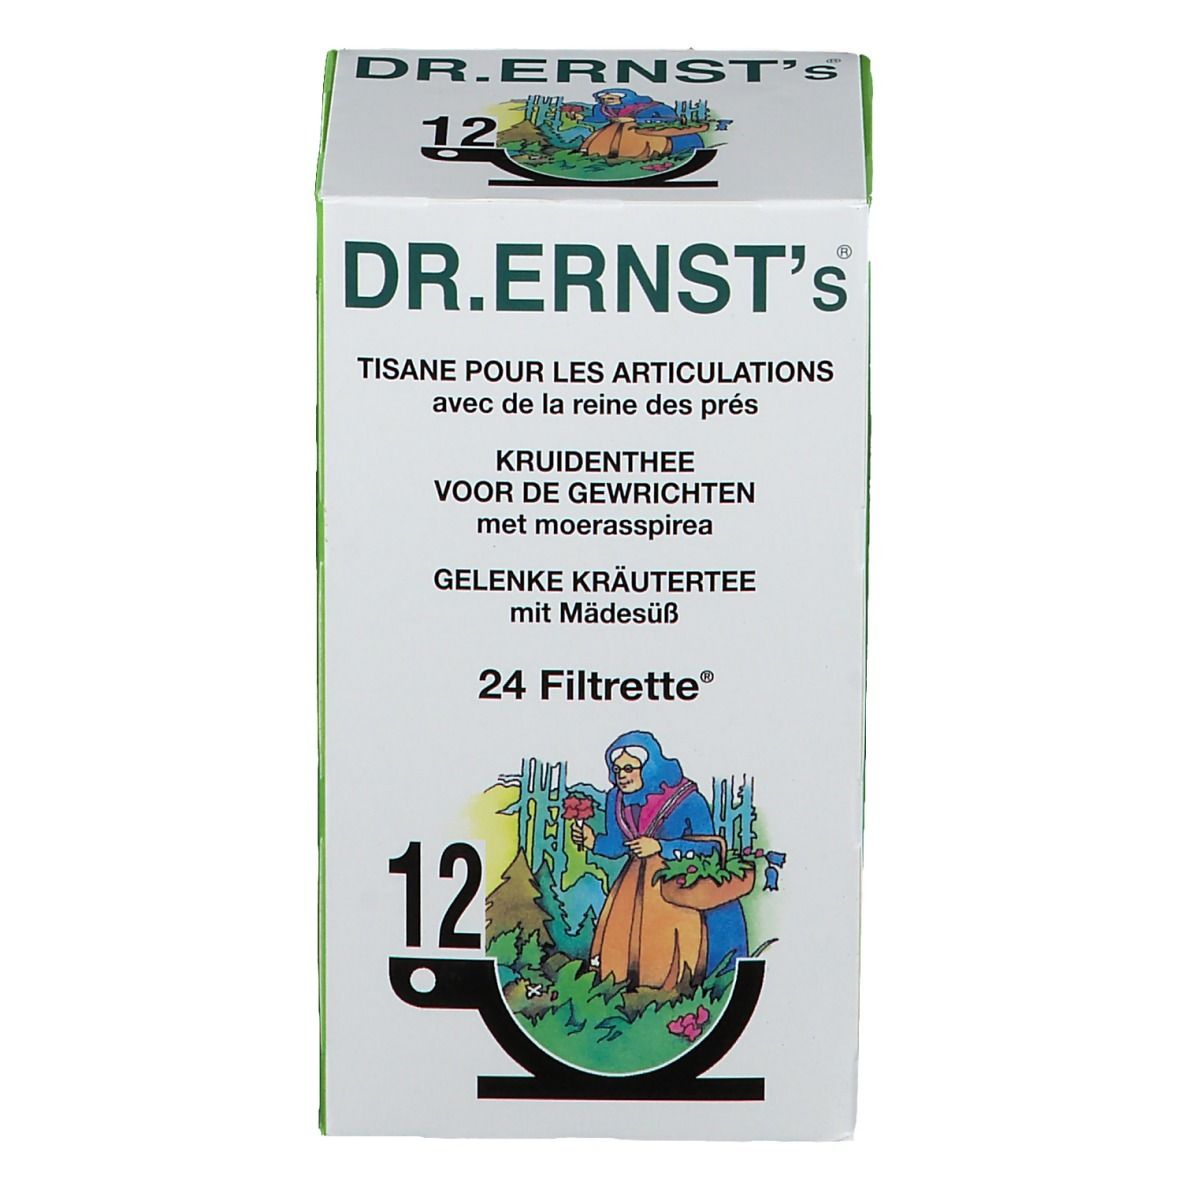 DR.ERNST's®
12
DR.ERNST's®
TISANE POUR LES ARTICULATIONS
avec de la reine des prés
KRUIDENTHEE
VOOR DE GEWRICHTEN
met moerasspirea
GELENKE KRÄUTERTEE
mit Mädesüß
24 Filtrette®
12